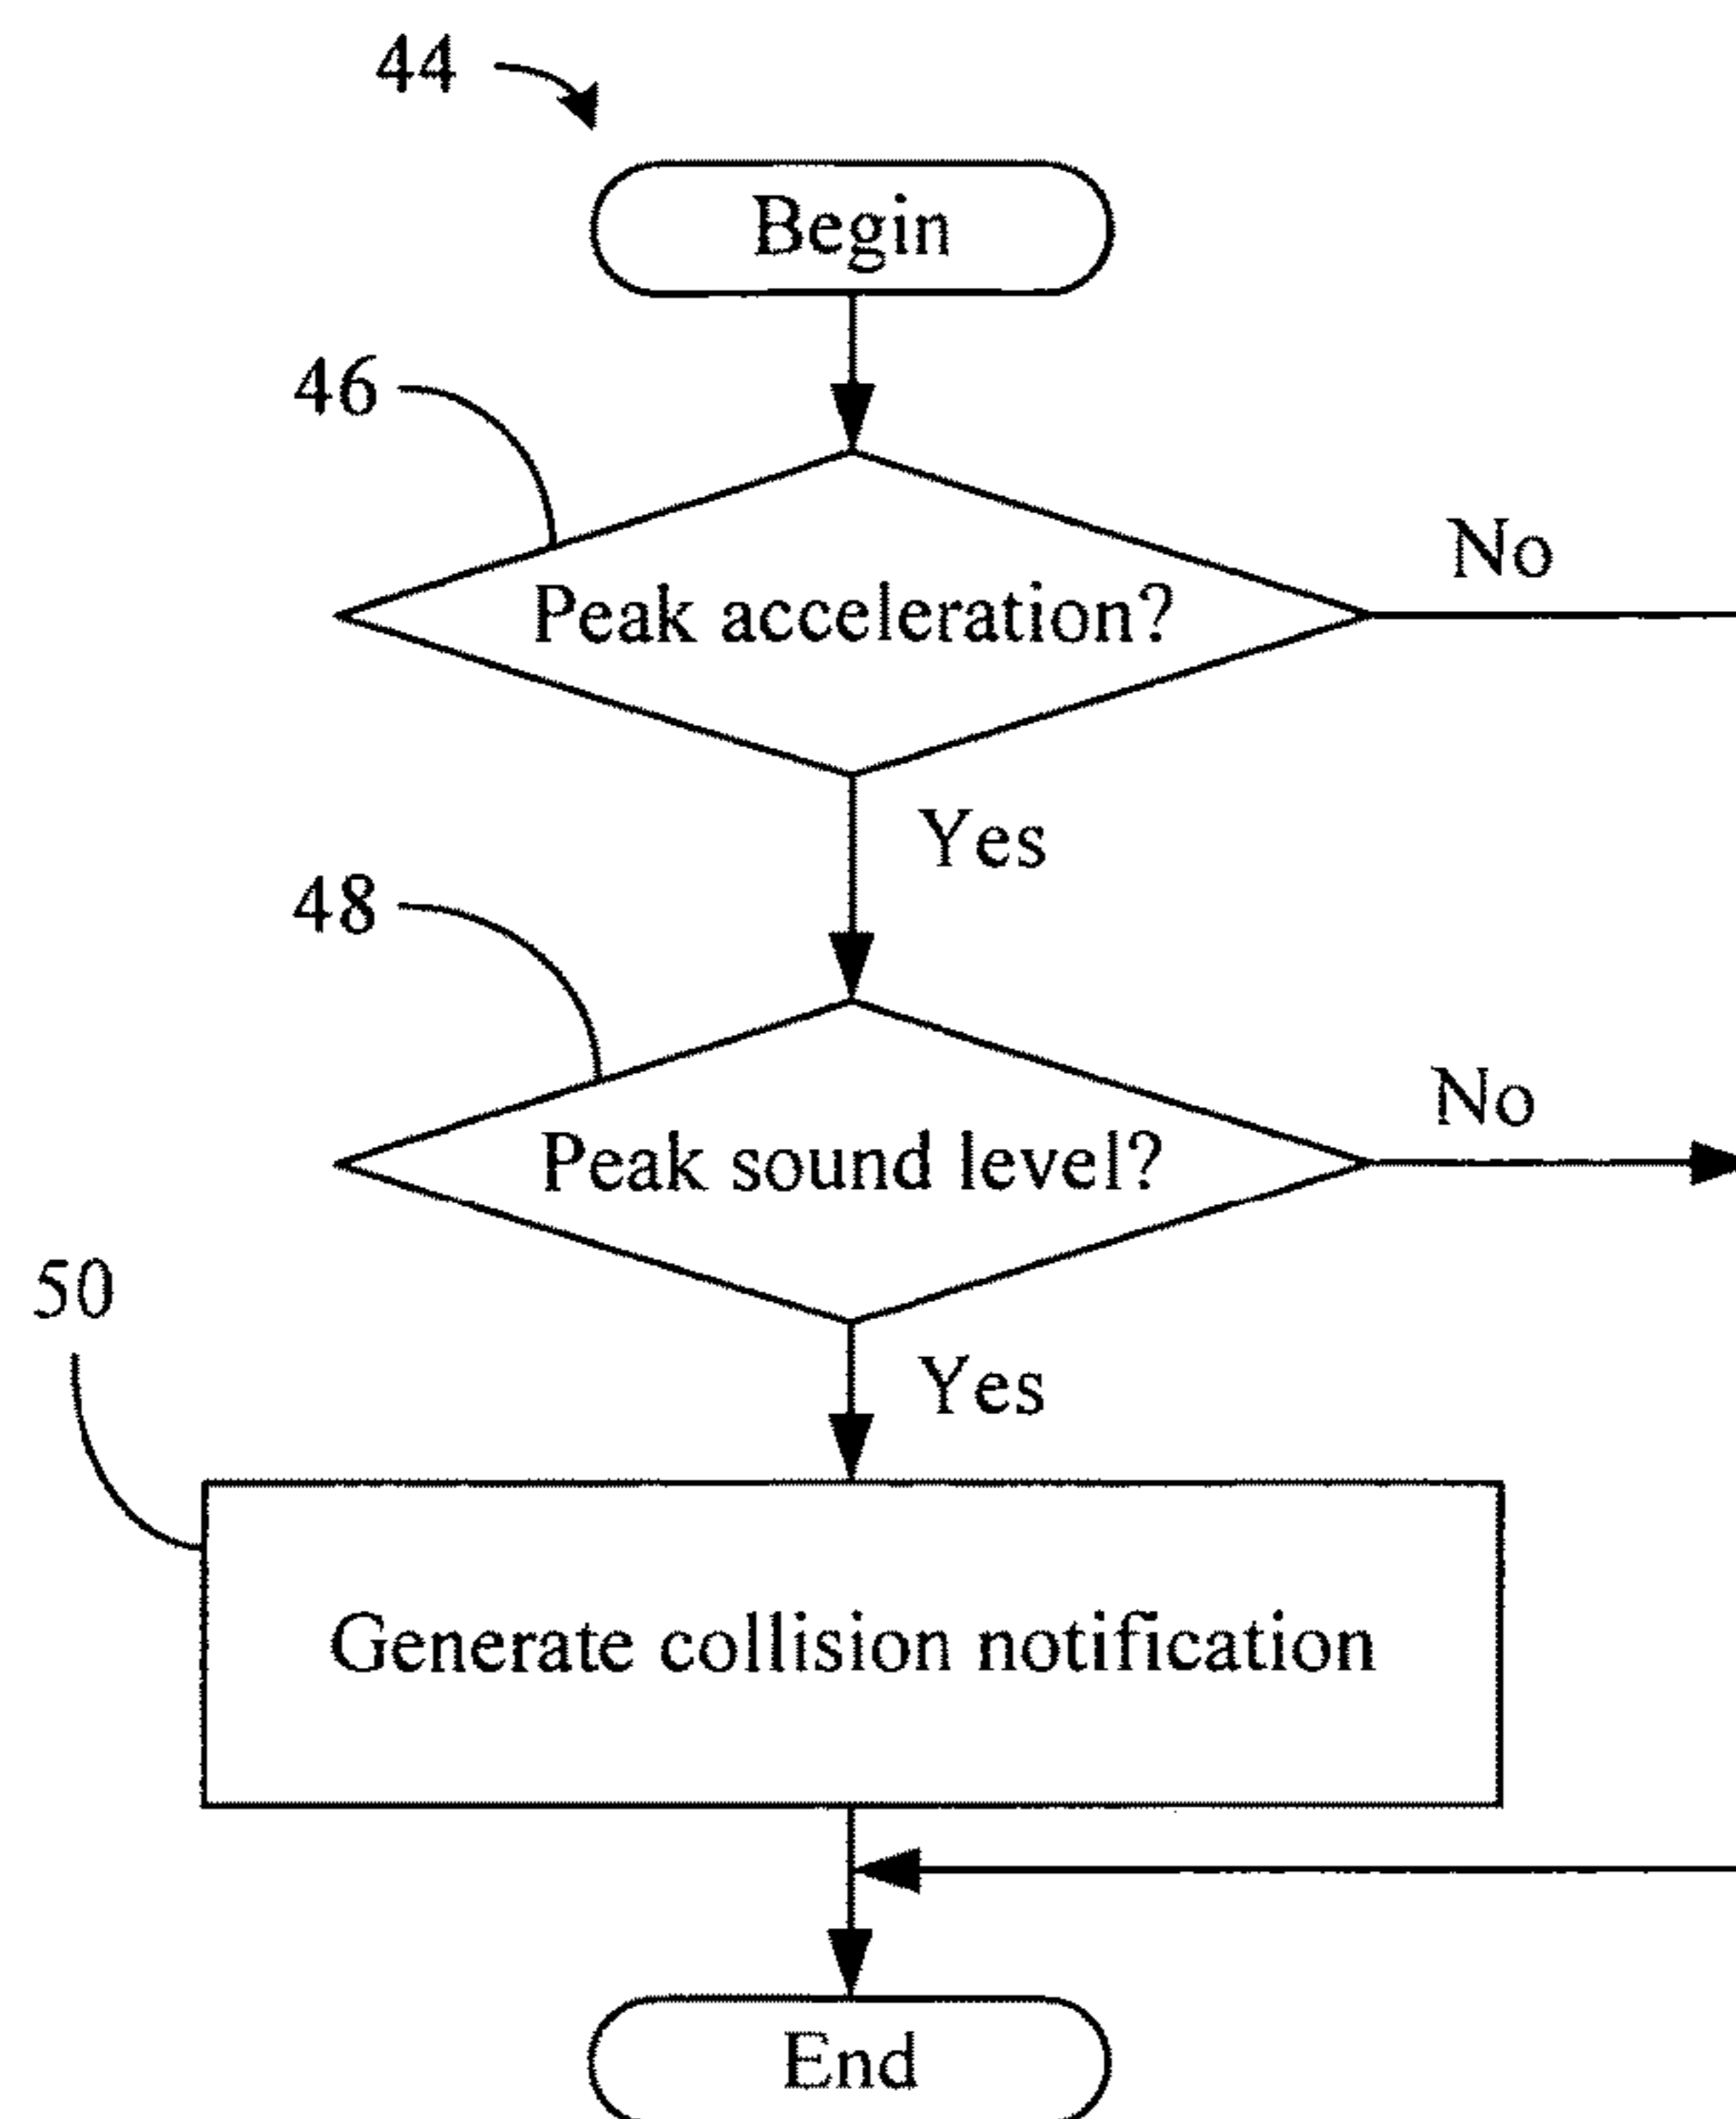 44
Begin
46
Peak acceleration?
No
Yes
48
Peak sound level?
No
50
Yes
Generate collision notification
End